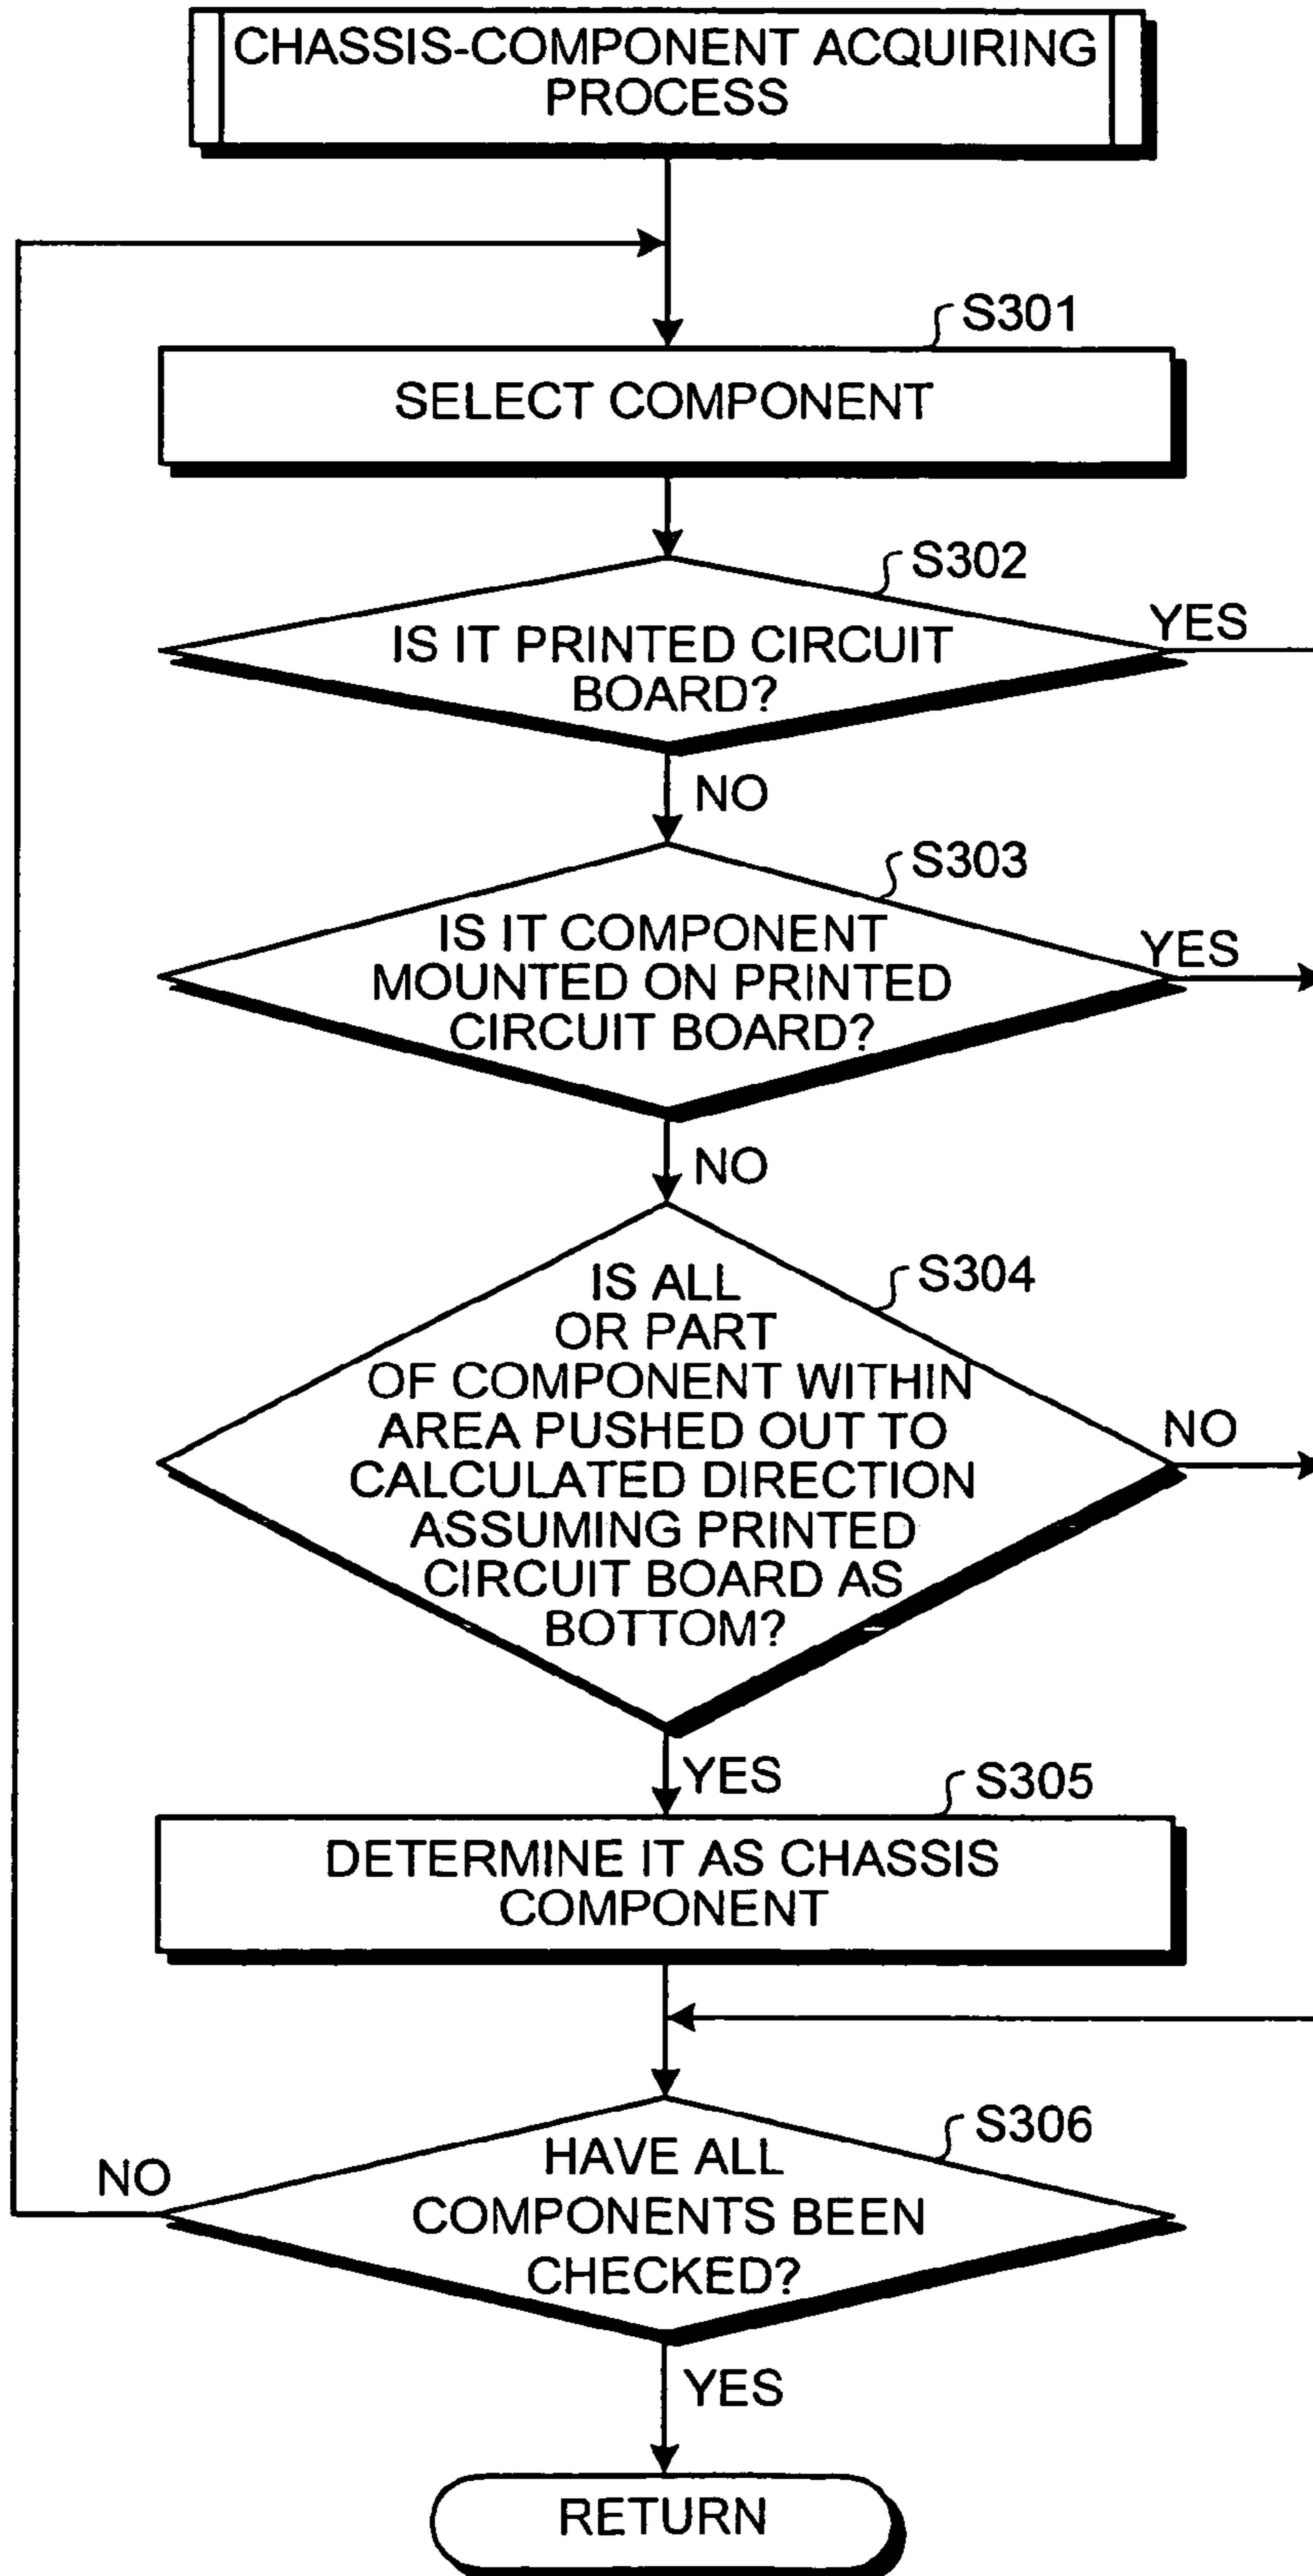 CHASSIS-COMPONENT ACQUIRING
PROCESS
S301
SELECT COMPONENT
S302
IS IT PRINTED CIRCUIT
BOARD?
YES
NO
S303
IS IT COMPONENT
MOUNTED ON PRINTED
CIRCUIT BOARD?
YES
NO
S304
IS ALL
OR PART
OF COMPONENT WITHIN
AREA PUSHED OUT TO
CALCULATED DIRECTION
ASSUMING PRINTED
CIRCUIT BOARD AS
BOTTOM?
NO
YES
S305
DETERMINE IT AS CHASSIS
COMPONENT
S306
HAVE ALL
COMPONENTS BEEN
CHECKED?
NO
YES
RETURN